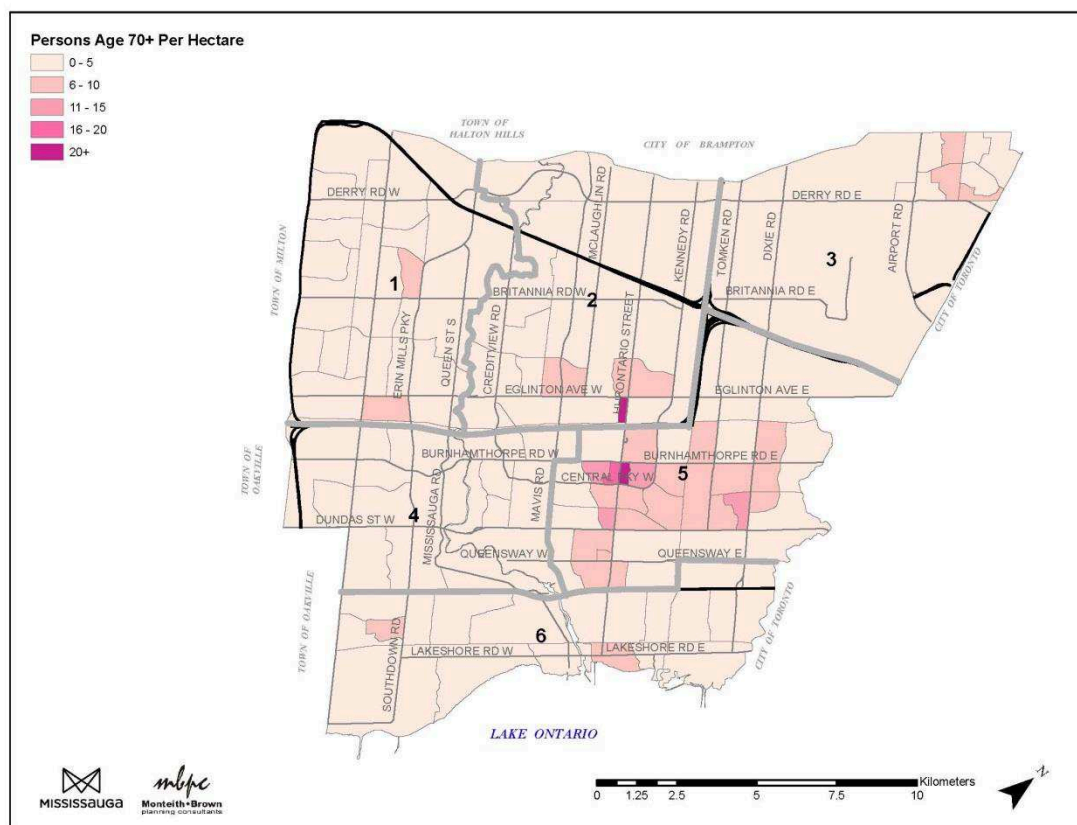 Persons Age 70+ Per Hectare
0 - 5
6 - 10
11 - 15
16 - 20
20+
TOWN OF
HALTON HILLS
CITY OF BRAMPTON
DERRY RD W
MCLAUGHLIN RD
KENNEDY RD
TOMKEN RD
DIXIE RD
DERRY RD E
AIRPORT RD
TOWN OF MILTON
1
2
3
CITY OF TORONTO
BRITANNIA RD W
BRITANNIA RD E
ERIN MILLS PKY
QUEEN ST S
CREDITVIEW RD
HURONTARIO STREET
EGLINTON AVE W
EGLINTON AVE E
TOWN OF
OAKVILLE
BURNHAMTHORPE RD W
BURNHAMTHORPE RD E
CENTRAL PKY W
5
MISSISSAUGA RD
MAVIS RD
4
DUNDAS ST W
QUEENSWAY W
QUEENSWAY E
TOWN OF OAKVILLE
CITY OF TORONTO
6
SOUTHDOWN RD
LAKESHORE RD W
LAKESHORE RD E
LAKE ONTARIO
MISSISSAUGA
mbpc
Monteith•Brown
planning consultants
Kilometers
0 1.25 2.5 5 7.5 10
N